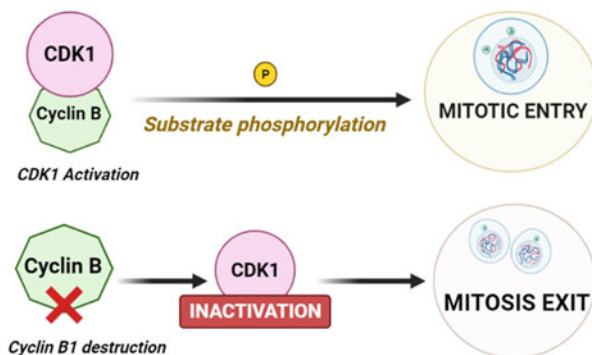 CDK1
Cyclin B
CDK1 Activation
P
Substrate phosphorylation
MITOTIC ENTRY
Cyclin B
Cyclin B1 destruction
CDK1
INACTIVATION
MITOSIS EXIT